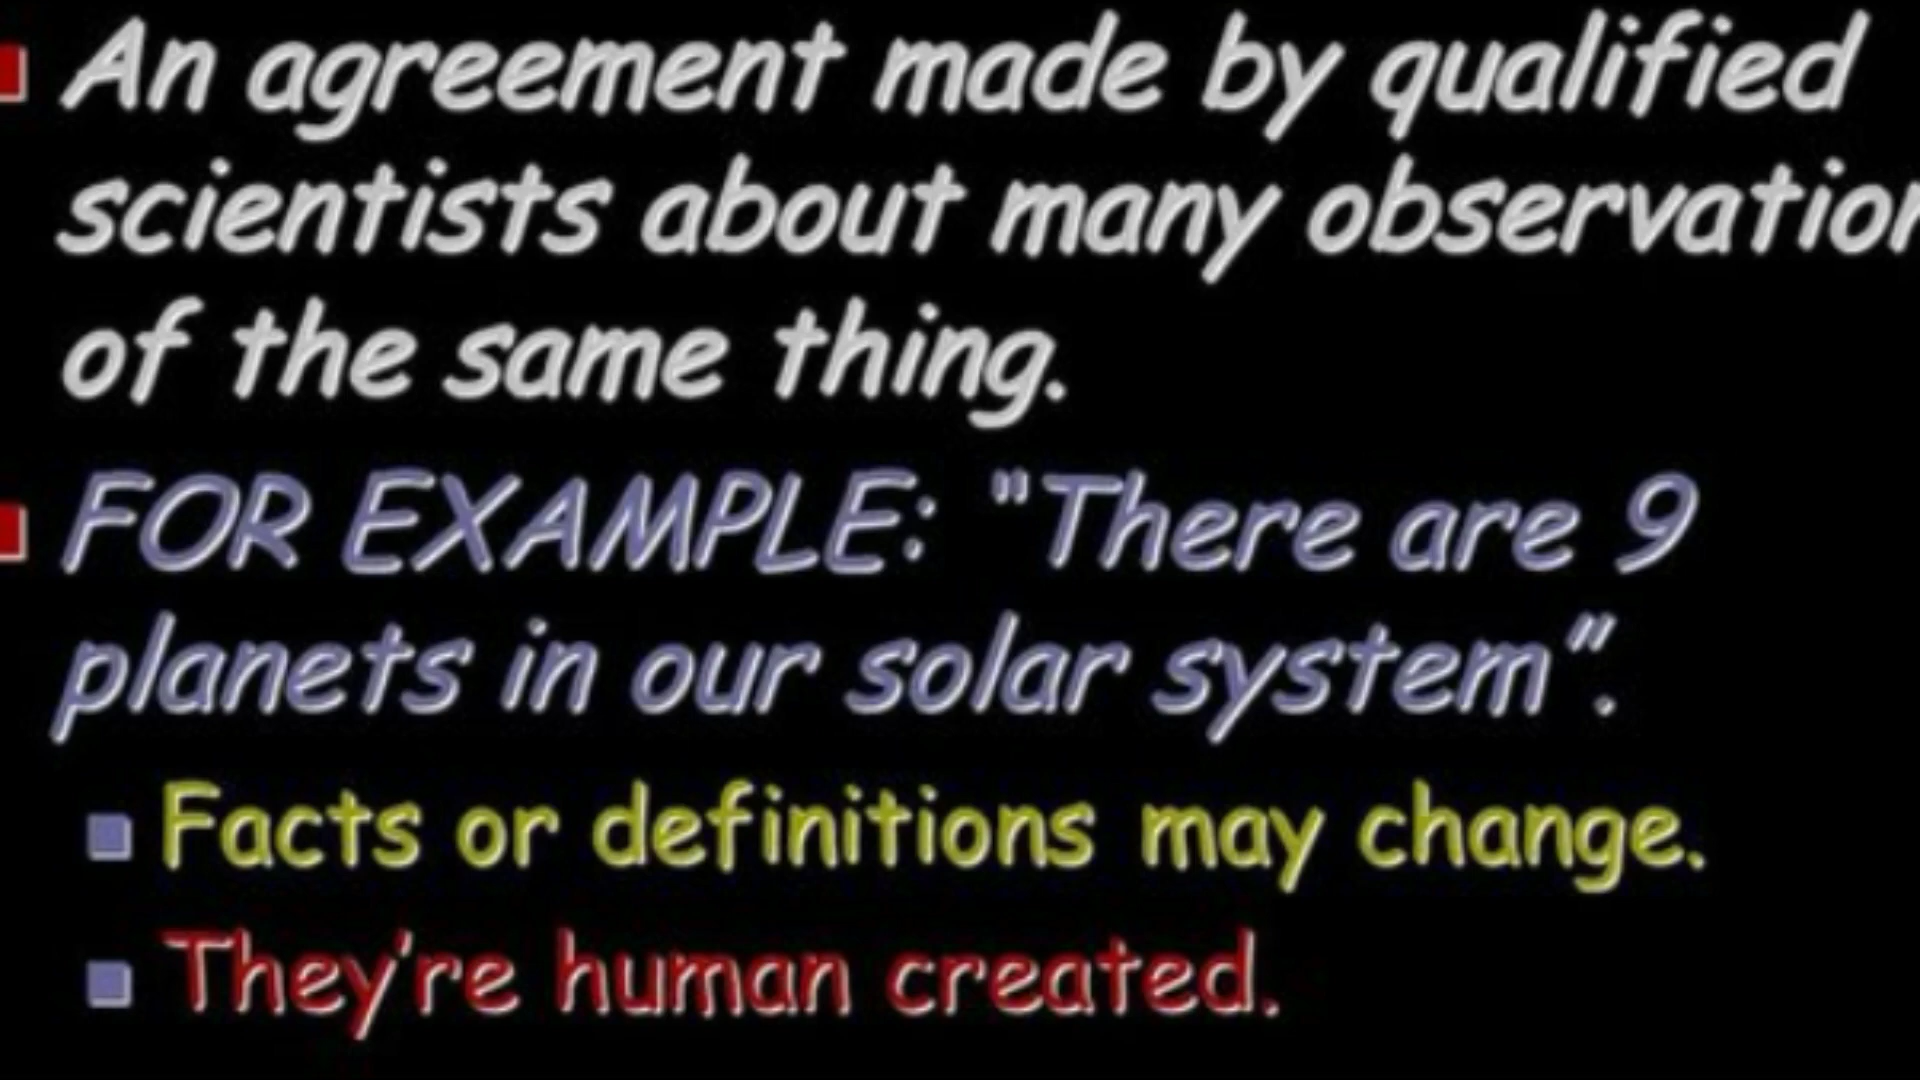 An agreement made by qualified
scientists about many observation
of the same thing.
FOR EXAMPLE: "There are 9
planets in our solar system”.
Facts or definitions may change.
They’re human created.